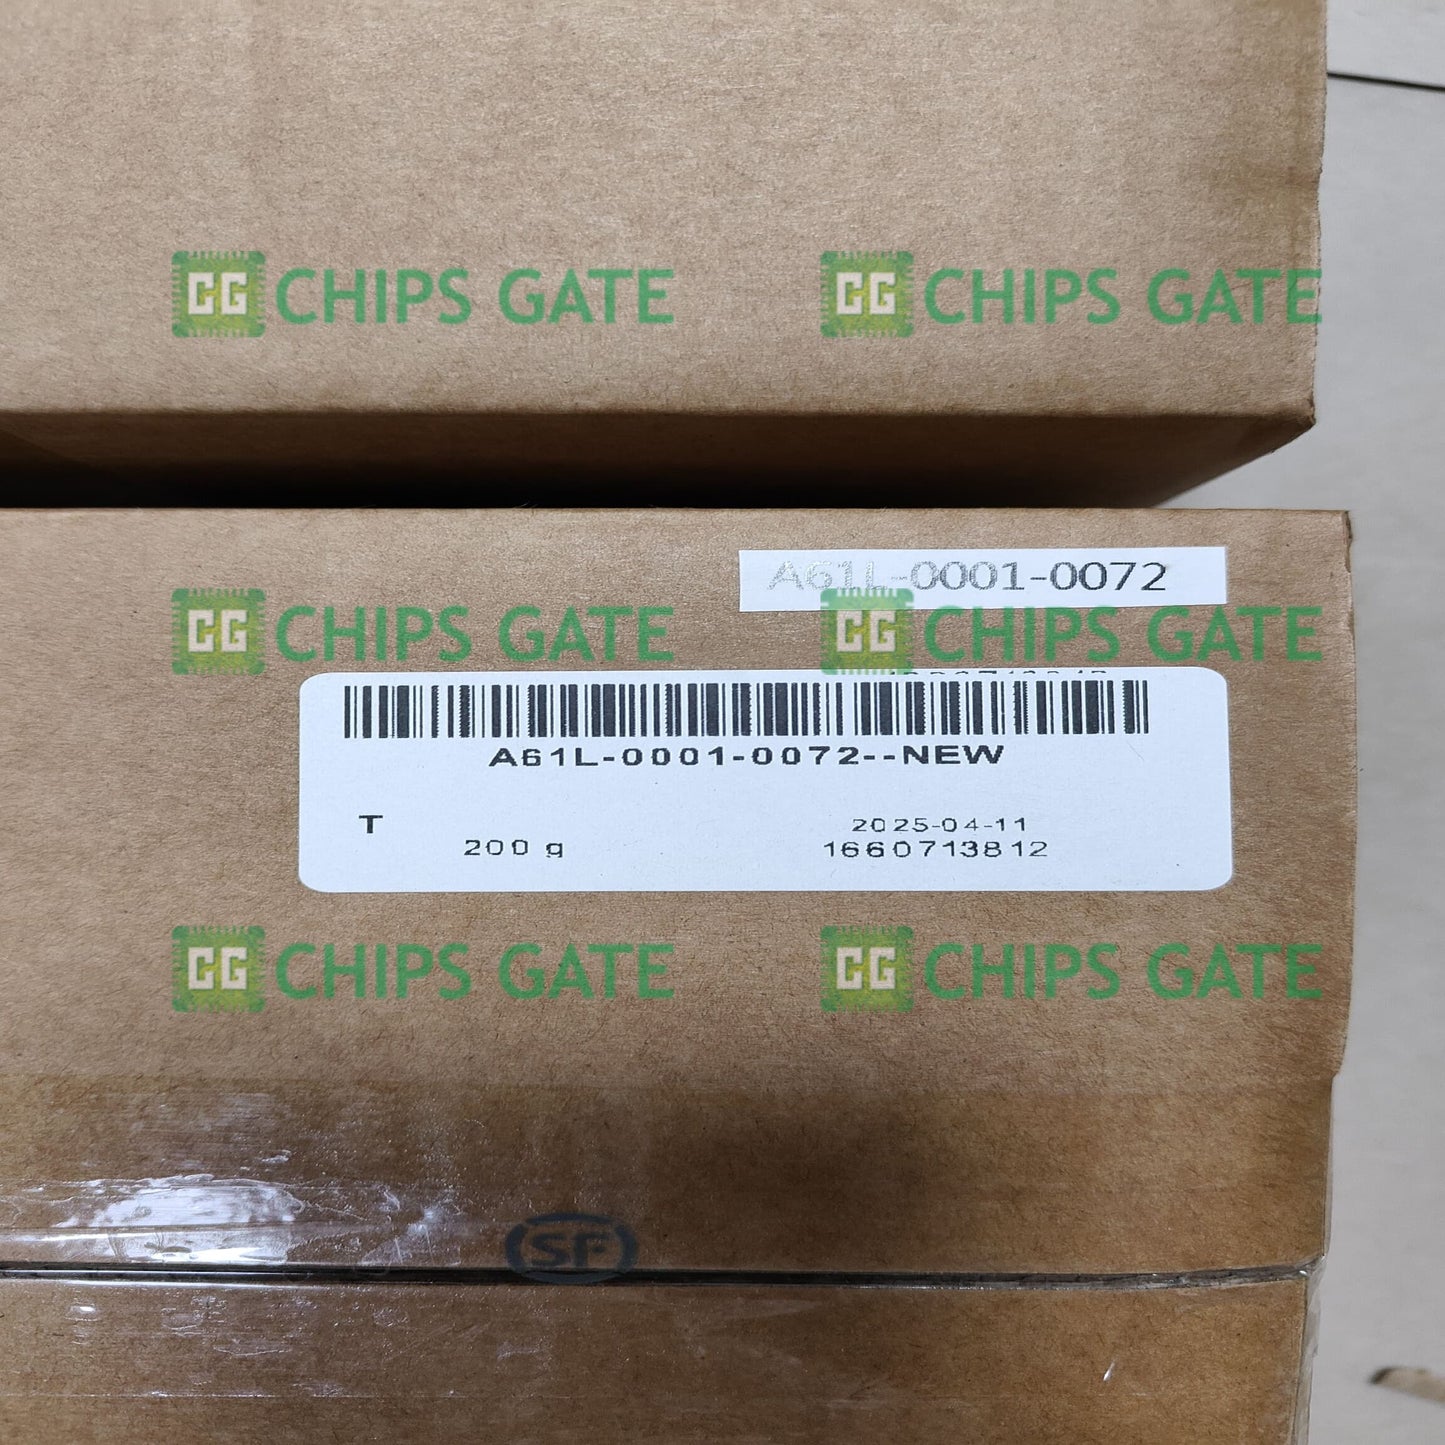 CG CHIPS GATE CG CHIPS GATE
A61L-0001-0072
CG CHIPS GATE CG CHIPS GATE
A61L-0001-0072--NEW
T
2025-04-11
200 g
1660713812
CG CHIPS GATE CG CHIPS GATE
SF